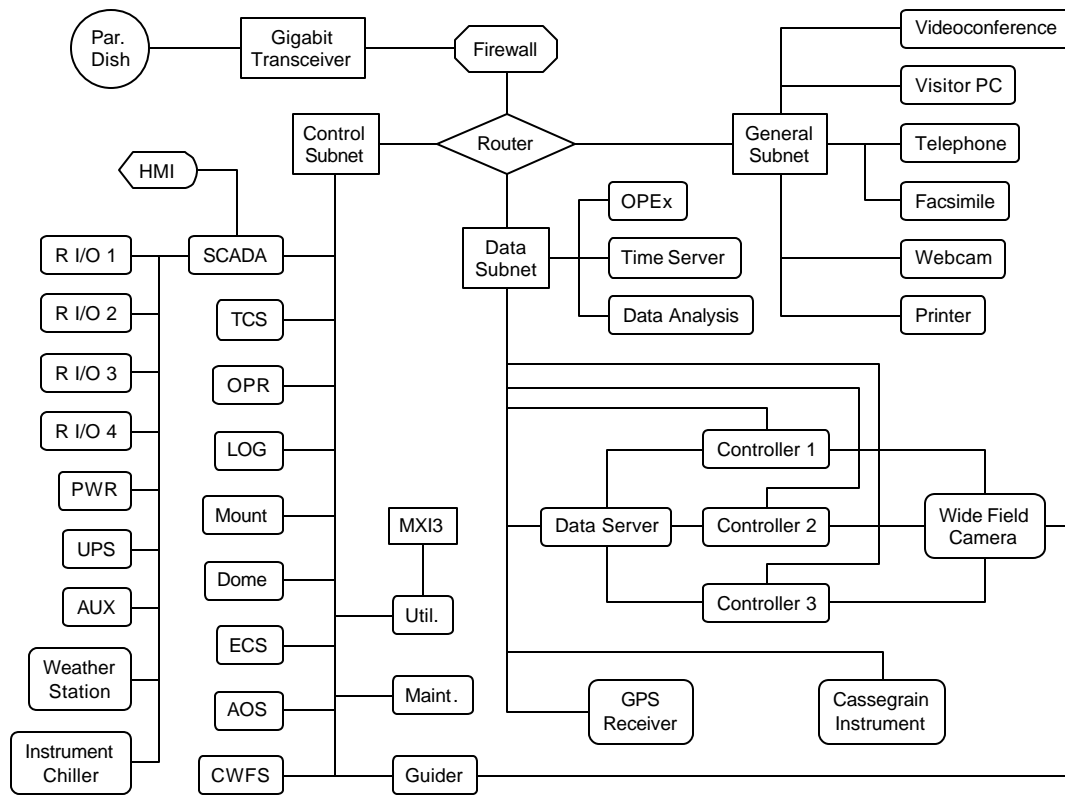 Par.
Dish
Gigabit
Transceiver
Firewall
Videoconference
Visitor PC
Control
Subnet
Router
General
Subnet
Telephone
HMI
OPEx
Facsimile
R I/O 1
SCADA
Data
Subnet
Time Server
Webcam
R I/O 2
TCS
Data Analysis
Printer
R I/O 3
OPR
R I/O 4
LOG
Controller 1
PWR
Mount
MXI3
Data Server
Controller 2
Wide Field
Camera
UPS
Dome
AUX
Util.
Controller 3
ECS
Weather
Station
Maint.
AOS
GPS
Receiver
Cassegrain
Instrument
Instrument
Chiller
CWFS
Guider